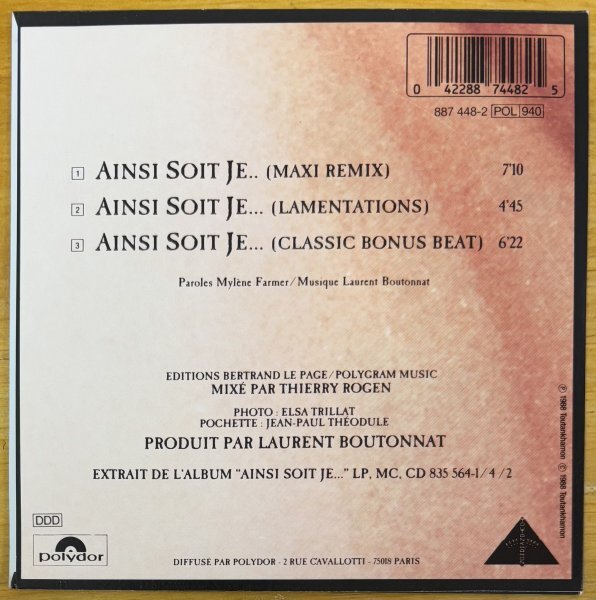 0 42288 74482 5
887 448-2 POL 940
1 AINSI SOIT JE.. (MAXI REMIX) 7'10
2 AINSI SOIT JE... (LAMENTATIONS) 4'45
3 AINSI SOIT JE... (CLASSIC BONUS BEAT) 6'22
Paroles Mylène Farmer/Musique Laurent Boutonnat
EDITIONS BERTRAND LE PAGE/POLYGRAM MUSIC
MIXÉ PAR THIERRY ROGEN
PHOTO : ELSA TRILLAT
POCHETTE : JEAN-PAUL THÉODULE
PRODUIT PAR LAURENT BOUTONNAT
EXTRAIT DE L'ALBUM "AINSI SOIT JE..." LP, MC, CD 835 564-1/4/2
℗ 1988 Toutankhamon © 1988 Toutankhamon
DDD
polydor
DIFFUSÉ PAR POLYDOR - 2 RUE CAVALLOTTI - 75018 PARIS